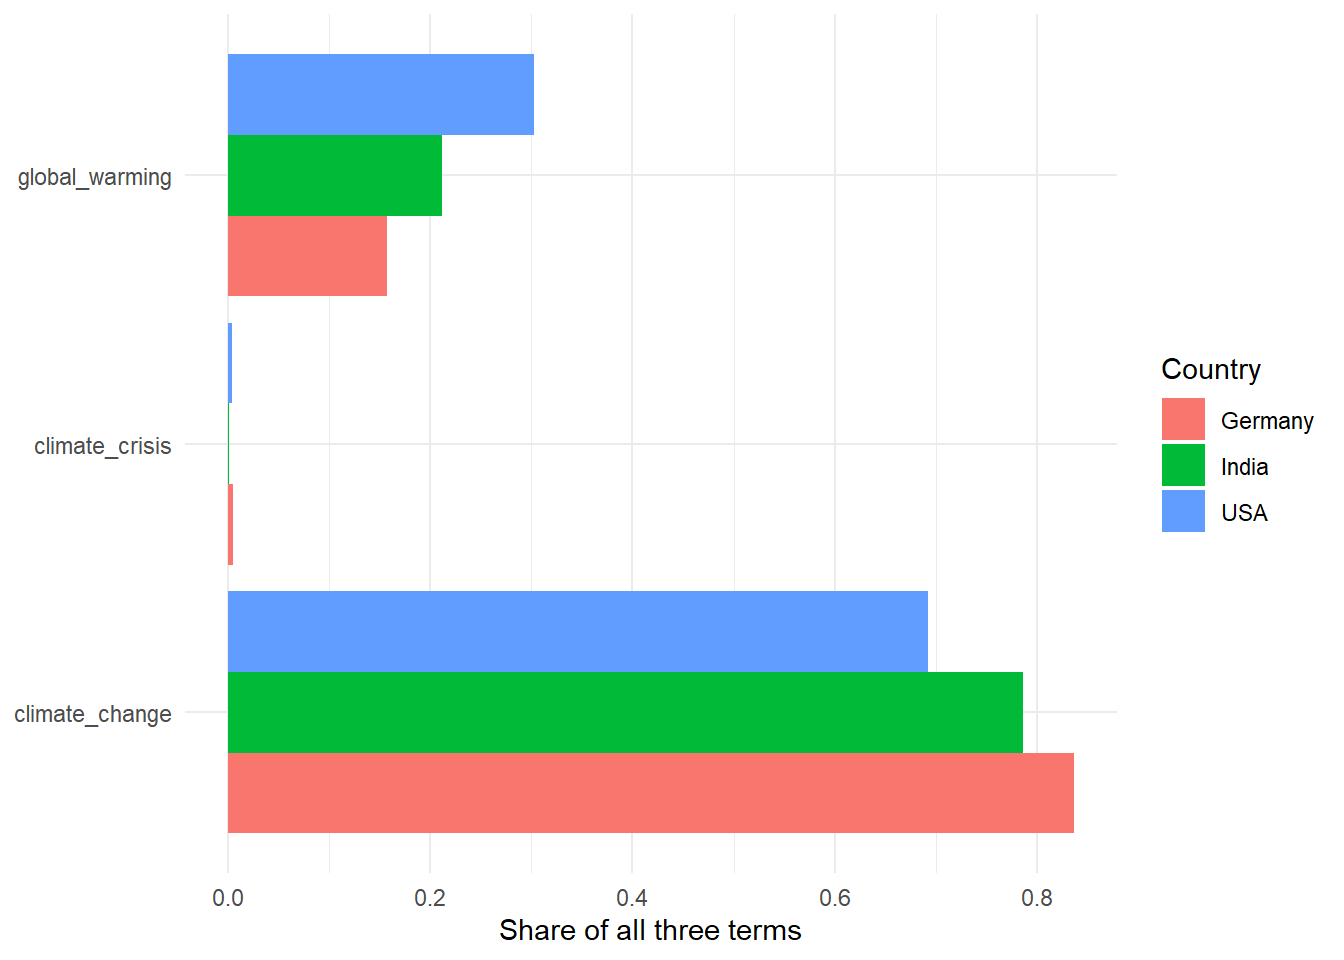 global_warming
climate_crisis
climate_change
0.0 0.2 0.4 0.6 0.8
Share of all three terms
Country
Germany
India
USA